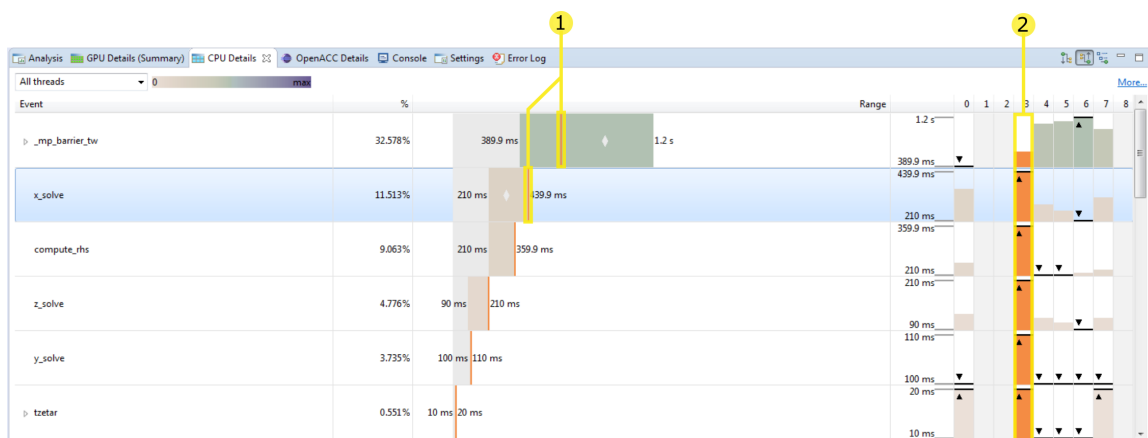 1 2
Analysis GPU Details (Summary) CPU Details OpenACC Details Console Settings Error Log
All threads 0 max More...
Event % Range 0 1 2 3 4 5 6 7 8
_mp_barrier_tw 32.578% 389.9 ms 1.2 s 1.2 s
389.9 ms
x_solve 11.513% 210 ms 439.9 ms 439.9 ms
210 ms
compute_rhs 9.063% 210 ms 359.9 ms 359.9 ms
210 ms
z_solve 4.776% 90 ms 210 ms 210 ms
90 ms
y_solve 3.735% 100 ms 110 ms 110 ms
100 ms
tzetar 0.551% 10 ms 20 ms 20 ms
10 ms